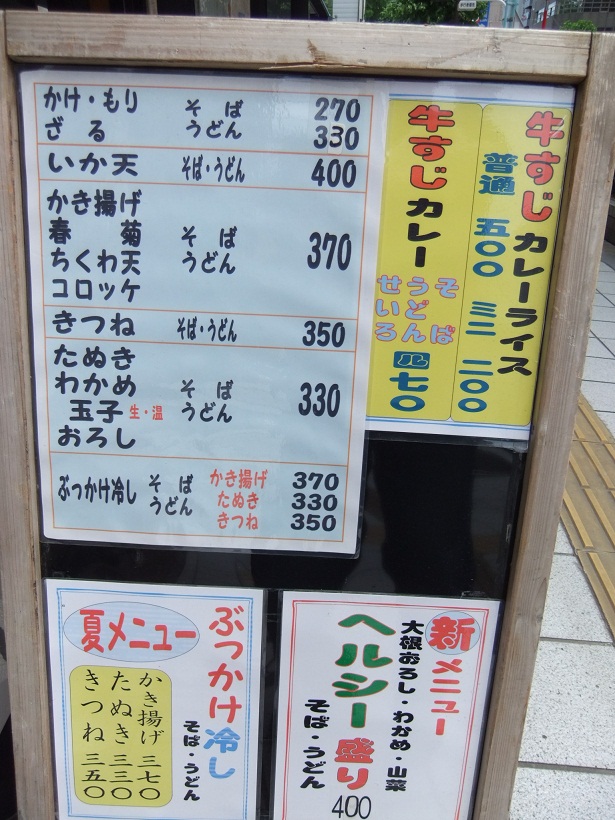 かけ・もり そば 270
ざる うどん 330
いか天 そば・うどん 400
かき揚げ
春菊 そば
ちくわ天 うどん 370
コロッケ
きつね そば・うどん 350
たぬき
わかめ そば
玉子 生・温 うどん 330
おろし
ぶっかけ冷し そば うどん
かき揚げ 370
たぬき 330
きつね 350
牛すじカレーライス
普通 五〇〇 ミニ 二〇〇
牛すじカレー
そば
うどん
せいろ
四七〇
夏メニュー
ぶっかけ冷し
そば・うどん
かき揚げ 三七〇
たぬき 三三〇
きつね 三五〇
新メニュー
大根おろし・わかめ・山菜
ヘルシー盛り
そば・うどん
400